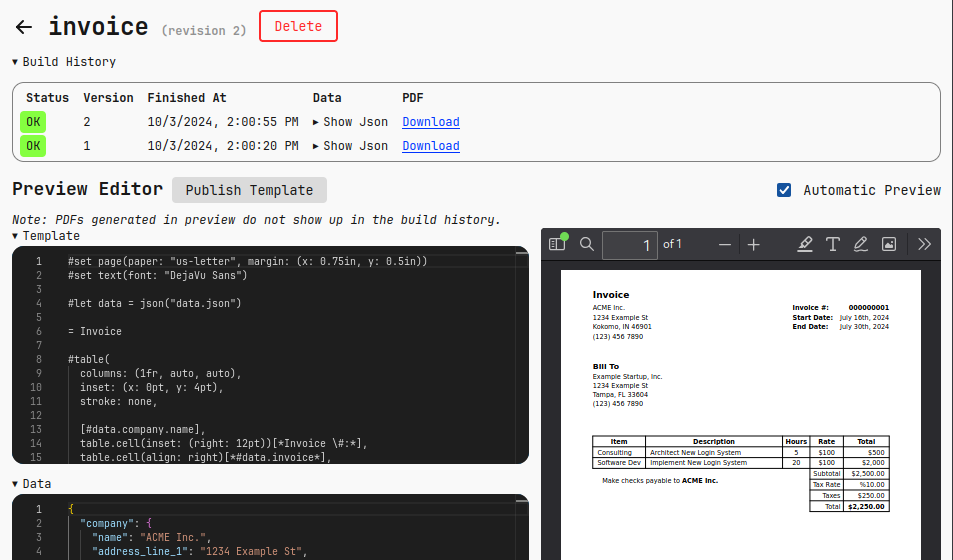 invoice (revision 2) Delete
▾ Build History
Status Version Finished At Data PDF
OK 2 10/3/2024, 2:00:55 PM ▸ Show Json Download
OK 1 10/3/2024, 2:00:20 PM ▸ Show Json Download
Preview Editor Publish Template Automatic Preview
Note: PDFs generated in preview do not show up in the build history.
▾ Template
1 #set page(paper: "us-letter", margin: (x: 0.75in, y: 0.5in))
2 #set text(font: "DejaVu Sans")
3
4 #let data = json("data.json")
5
6 = Invoice
7
8 #table(
9 columns: (1fr, auto, auto),
10 inset: (x: 0pt, y: 4pt),
11 stroke: none,
12
13 [#data.company.name],
14 table.cell(inset: (right: 12pt))[*Invoice \#:*],
15 table.cell(align: right)[*#data.invoice*],
▾ Data
1 {
2 "company": {
3 "name": "ACME Inc.",
4 "address_line_1": "1234 Example St",
1 of 1
Invoice
ACME Inc. Invoice #: 000000001
1234 Example St Start Date: July 16th, 2024
Kokomo, IN 46901 End Date: July 30th, 2024
(123) 456 7890
Bill To
Example Startup, Inc.
1234 Example St
Tampa, FL 33604
(123) 456 7890
Item Description Hours Rate Total
Consulting Architect New Login System 5 $100 $500
Software Dev Implement New Login System 20 $100 $2,000
Subtotal $2,500.00
Make checks payable to ACME Inc.
Tax Rate %10.00
Taxes $250.00
Total $2,250.00